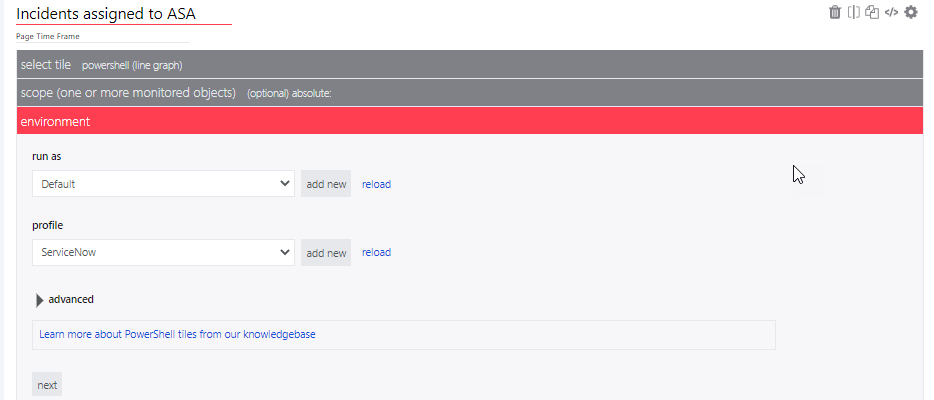 Incidents assigned to ASA
Page Time Frame
select tile powershell (line graph)
scope (one or more monitored objects) (optional) absolute:
environment
run as
Default add new reload
profile
ServiceNow add new reload
advanced
Learn more about PowerShell tiles from our knowledgebase
next